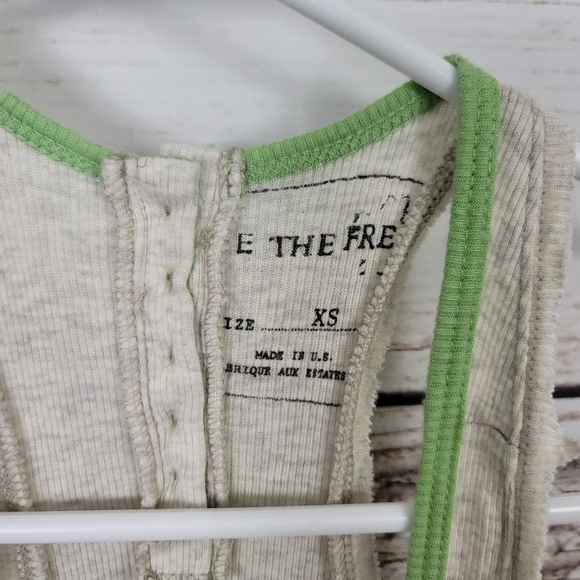 E THE FRE
IZE XS
MADE IN U.S.
BRIQUE AUX ESTATES